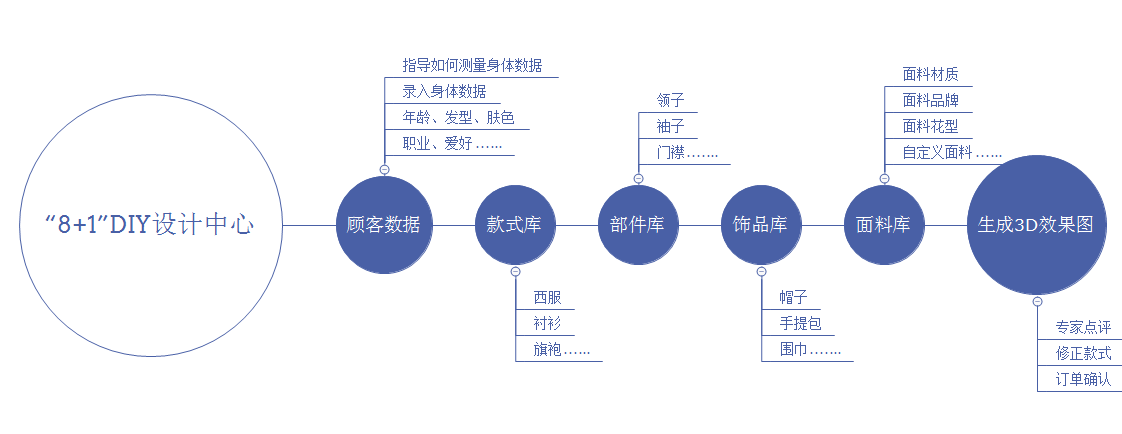 “8+1”DIY设计中心
指导如何测量身体数据
录入身体数据
年龄、发型、肤色
职业、爱好 ......
顾客数据
款式库
西服
衬衫
旗袍......
领子
袖子
门襟.......
部件库
饰品库
帽子
手提包
围巾.......
面料材质
面料品牌
面料花型
自定义面料 ......
面料库
生成3D效果图
专家点评
修正款式
订单确认